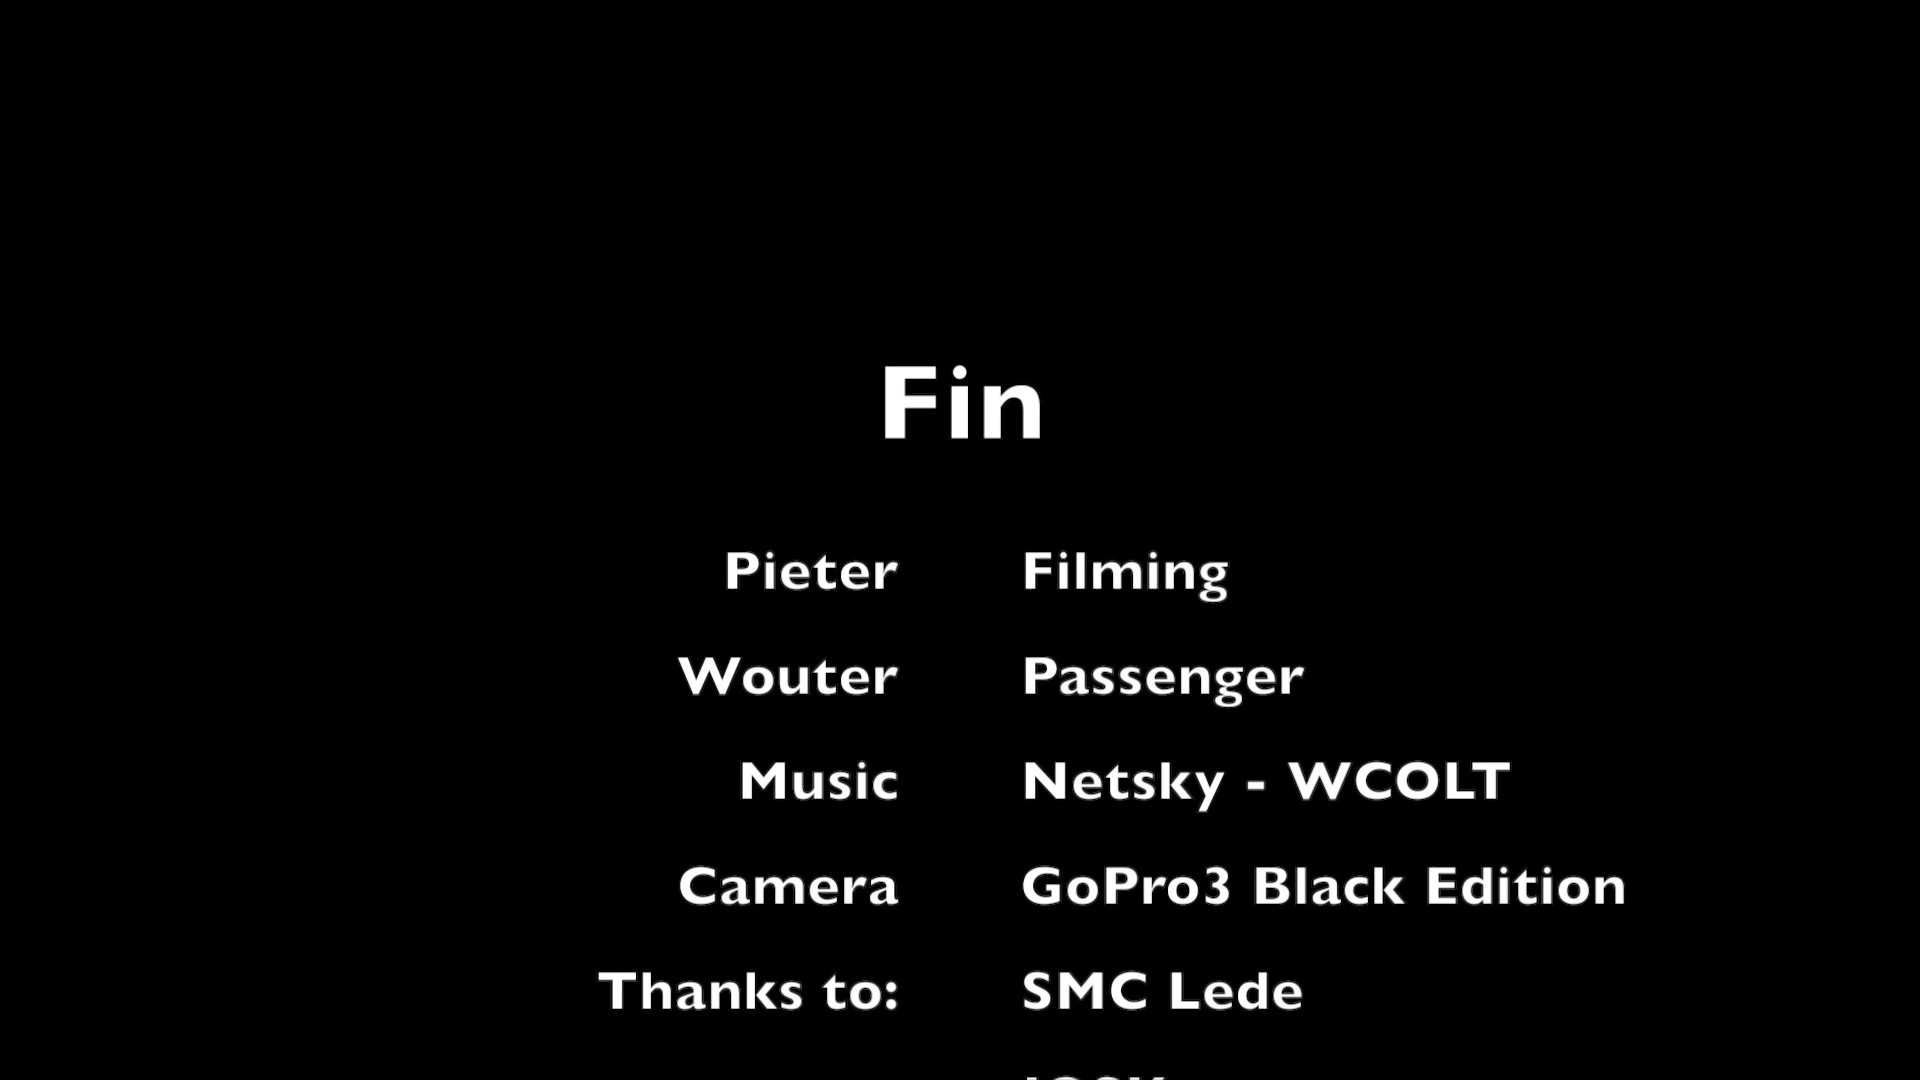 Fin
Pieter Filming
Wouter Passenger
Music Netsky - WCOLT
Camera GoPro3 Black Edition
Thanks to: SMC Lede